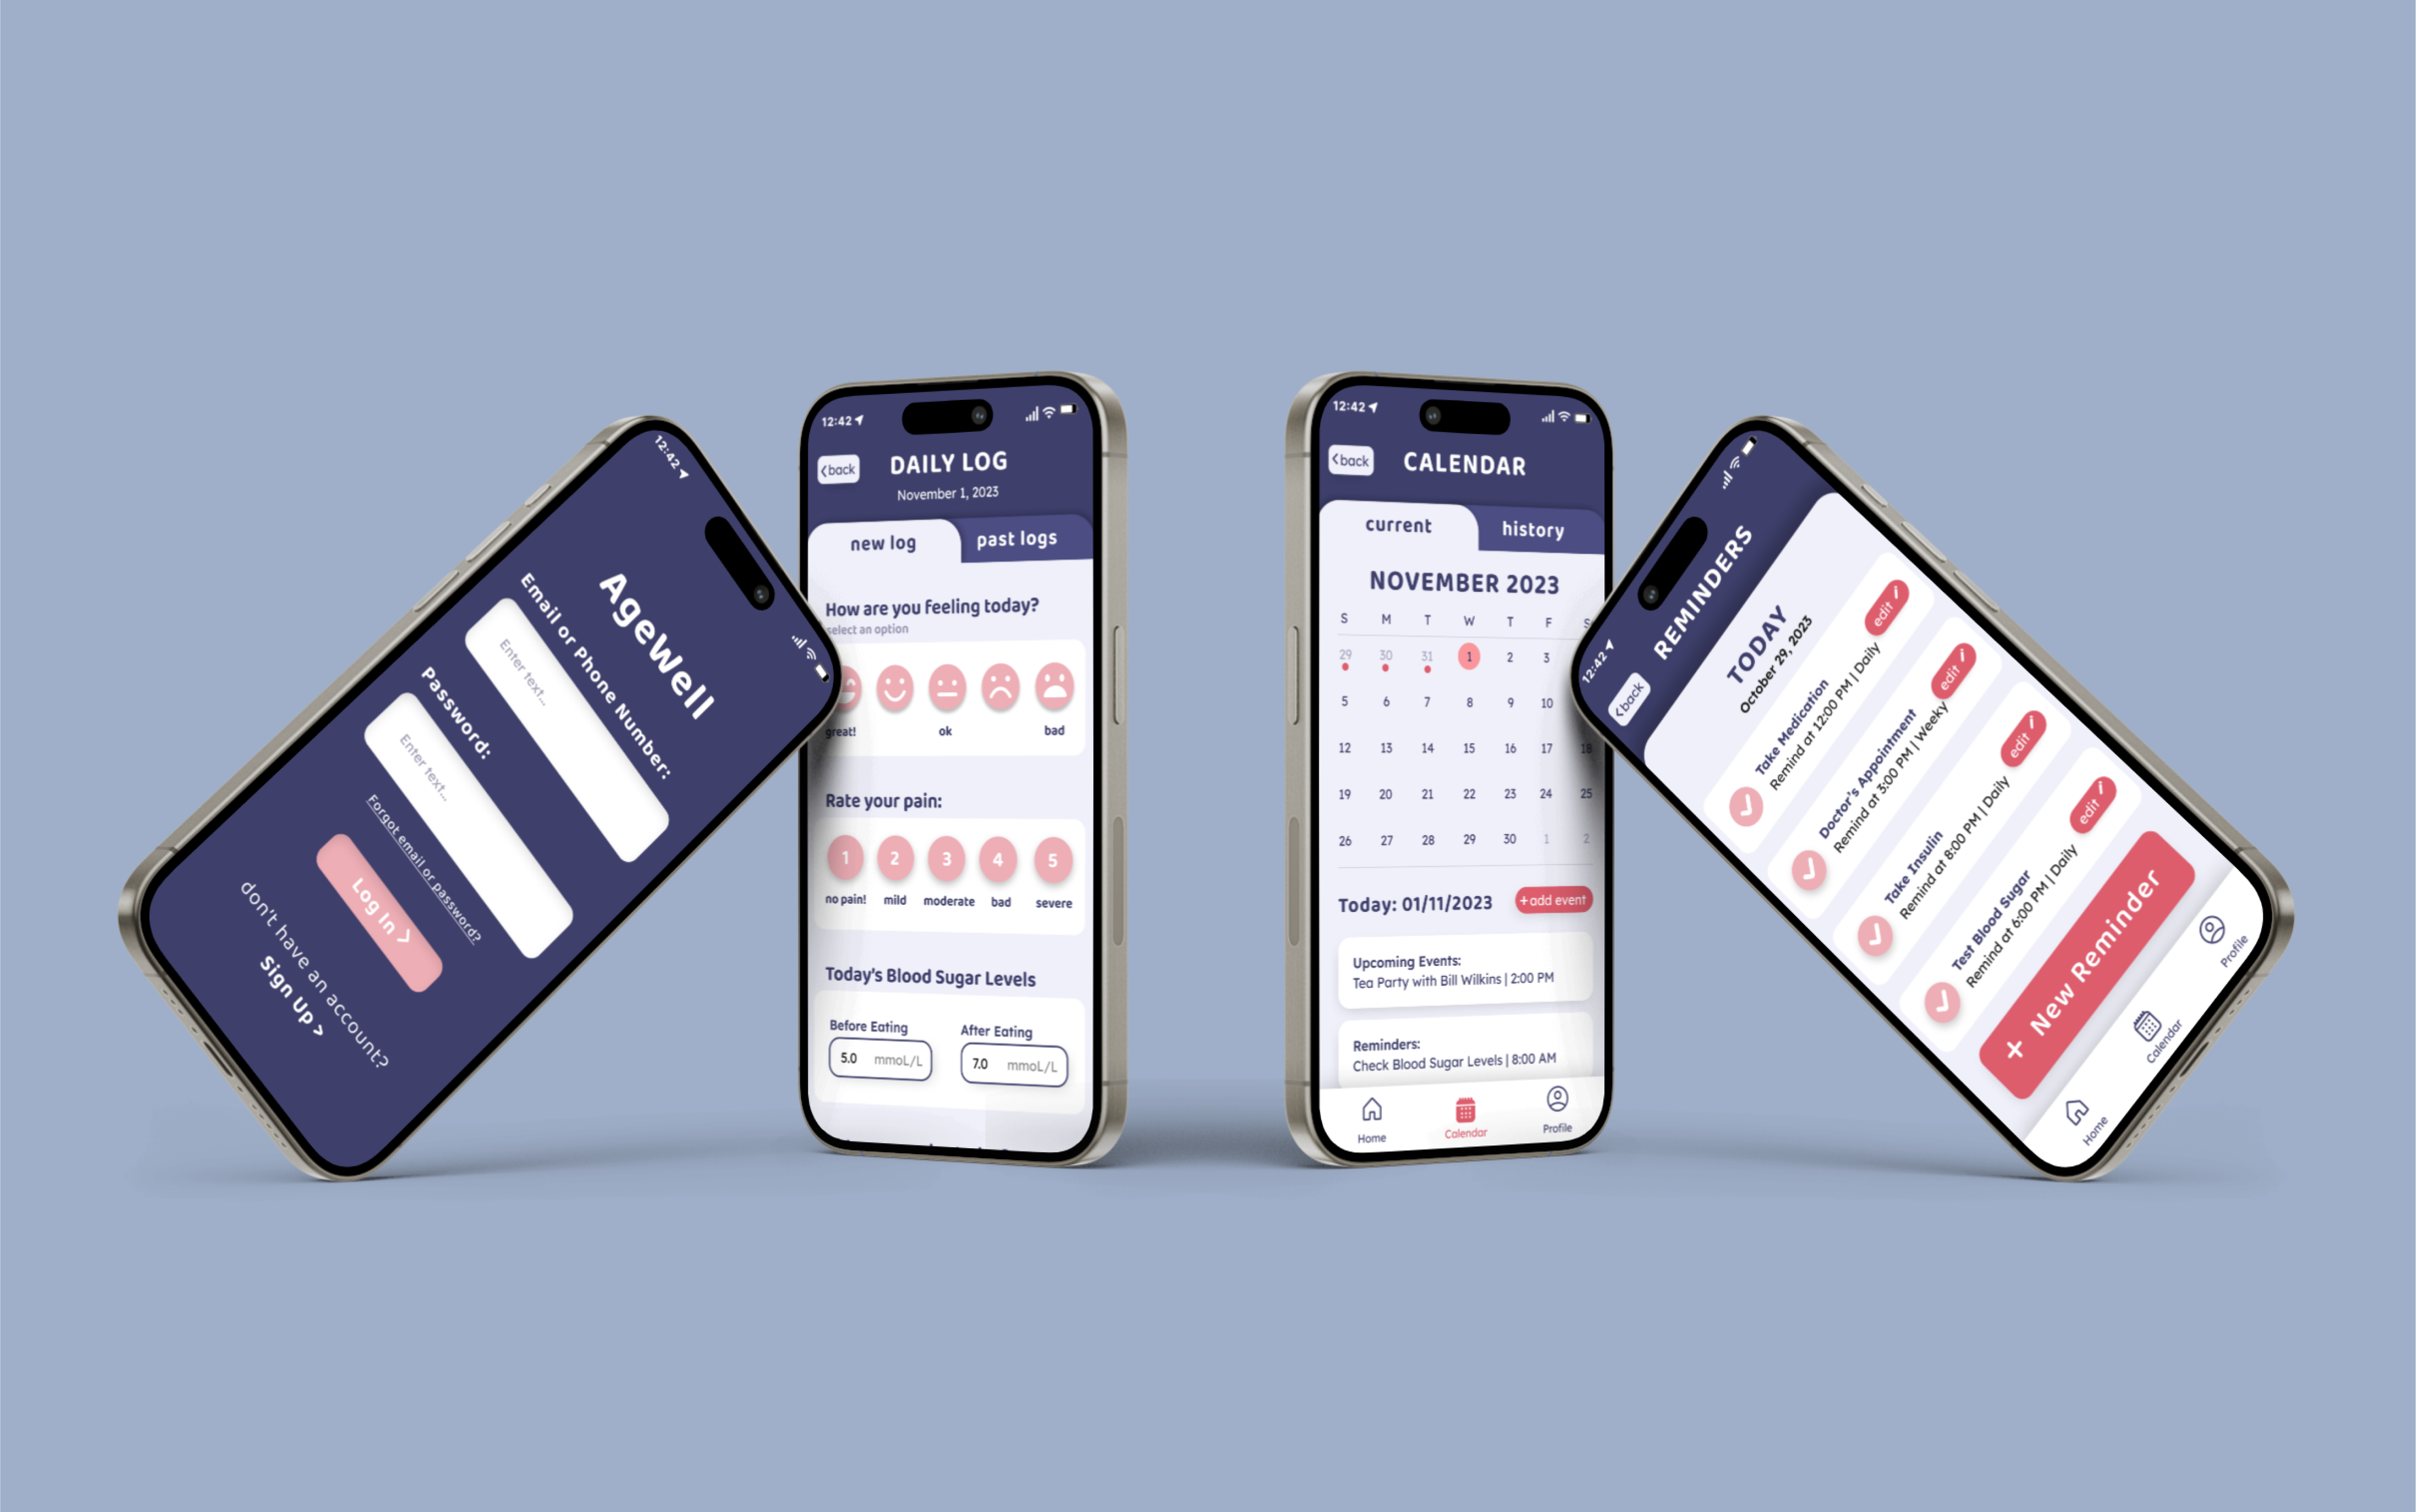 12:42
AgeWell
Email or Phone Number:
Enter text...
Password:
Enter text...
Forgot email or password?
Log In >
don't have an account?
Sign Up >
12:42
<back
DAILY LOG
November 1, 2023
new log
past logs
How are you feeling today?
select an option
great!
ok
bad
Rate your pain:
1 2 3 4 5
no pain! mild moderate bad severe
Today's Blood Sugar Levels
Before Eating
After Eating
5.0 mmoL/L
7.0 mmoL/L
12:42
<back
CALENDAR
current
history
NOVEMBER 2023
S M T W T F S
29 30 31 1 2 3
5 6 7 8 9 10
12 13 14 15 16 17 18
19 20 21 22 23 24 25
26 27 28 29 30 1 2
Today: 01/11/2023
+add event
Upcoming Events:
Tea Party with Bill Wilkins | 2:00 PM
Reminders:
Check Blood Sugar Levels | 8:00 AM
Home
Calendar
Profile
12:42
<back
REMINDERS
TODAY
October 29, 2023
Take Medication
Remind at 12:00 PM | Daily
edit
Doctor's Appointment
Remind at 3:00 PM | Weeky
edit
Take Insulin
Remind at 8:00 PM | Daily
edit
Test Blood Sugar
Remind at 6:00 PM | Daily
edit
+ New Reminder
Home
Calendar
Profile